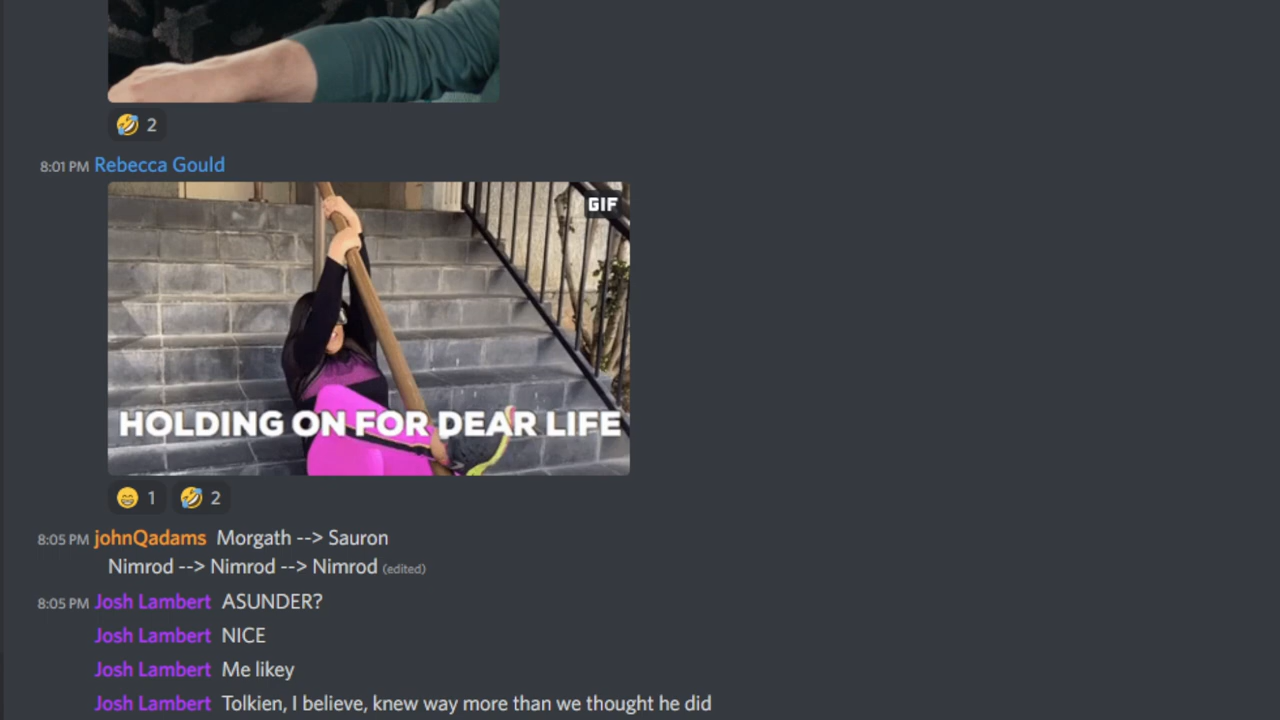 2
8:01 PM Rebecca Gould
GIF
HOLDING ON FOR DEAR LIFE
1 2
8:05 PM johnQadams Morgath --> Sauron
Nimrod --> Nimrod --> Nimrod (edited)
8:05 PM Josh Lambert ASUNDER?
Josh Lambert NICE
Josh Lambert Me likey
Josh Lambert Tolkien, I believe, knew way more than we thought he did